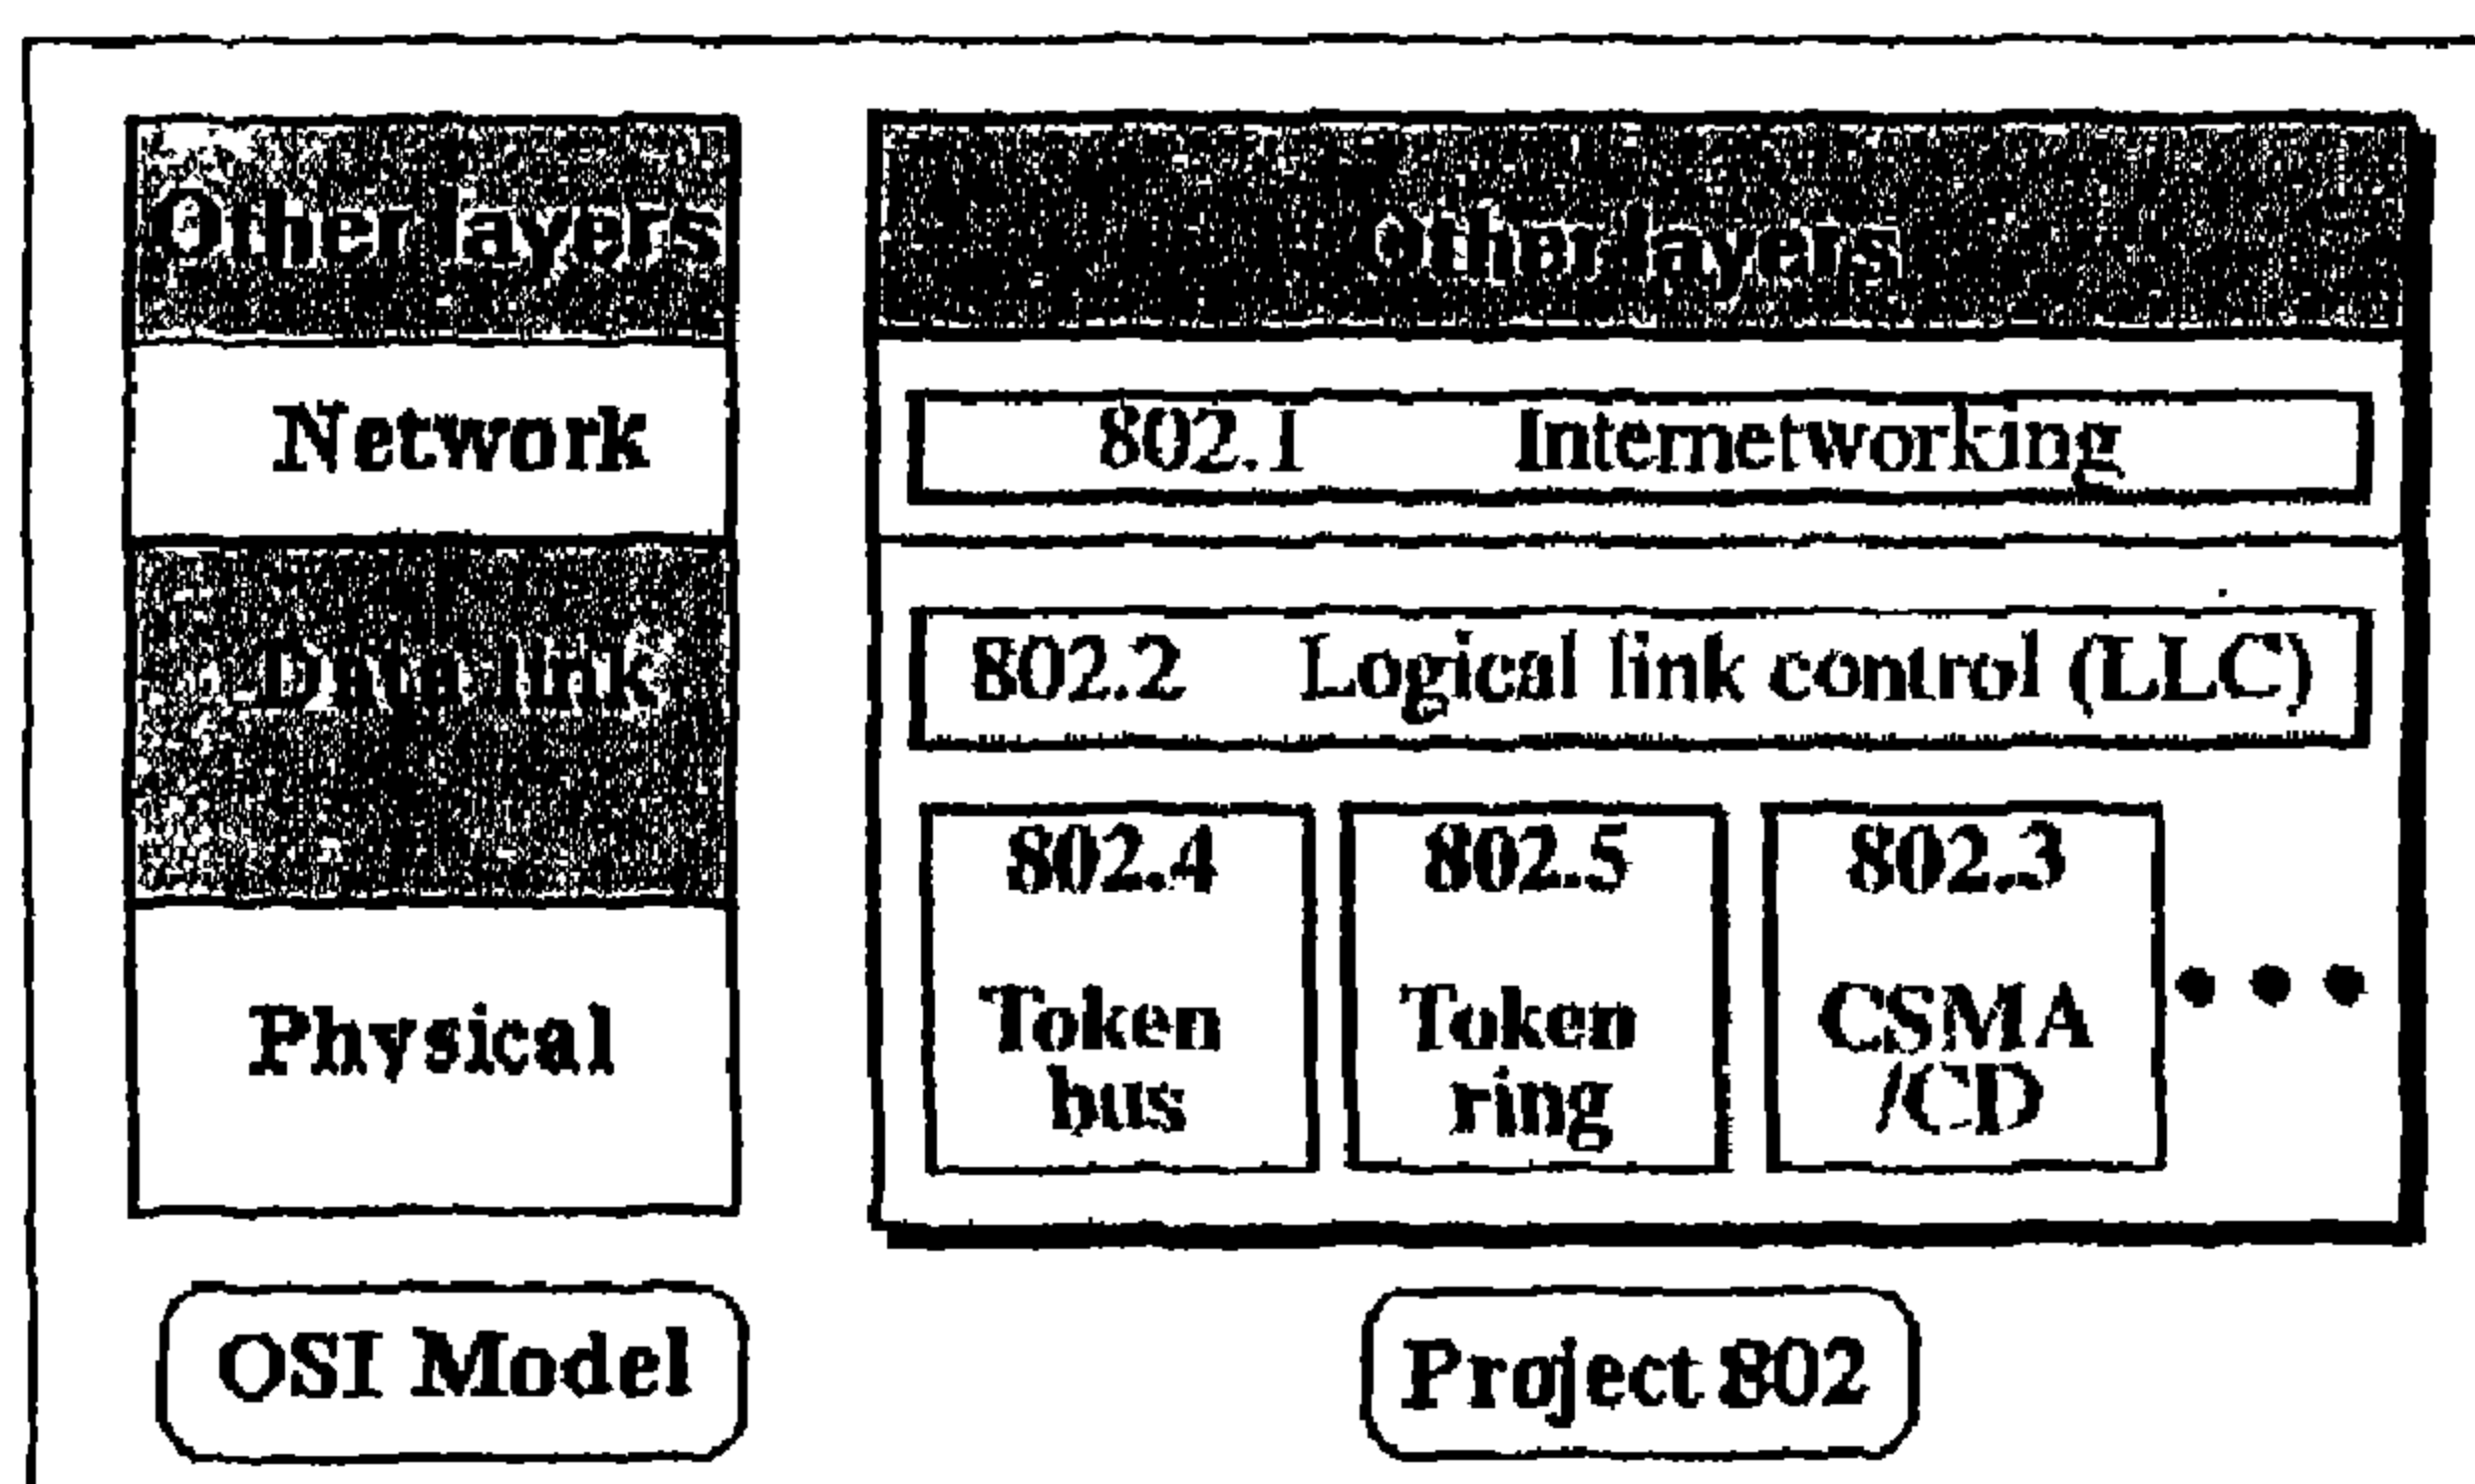 Other layers
Network
Data link
Physical
OSI Model
Other layers
802.1 Internetworking
802.2 Logical link control (LLC)
802.4
Token
bus
802.5
Token
ring
802.3
CSMA
/CD
Project 802